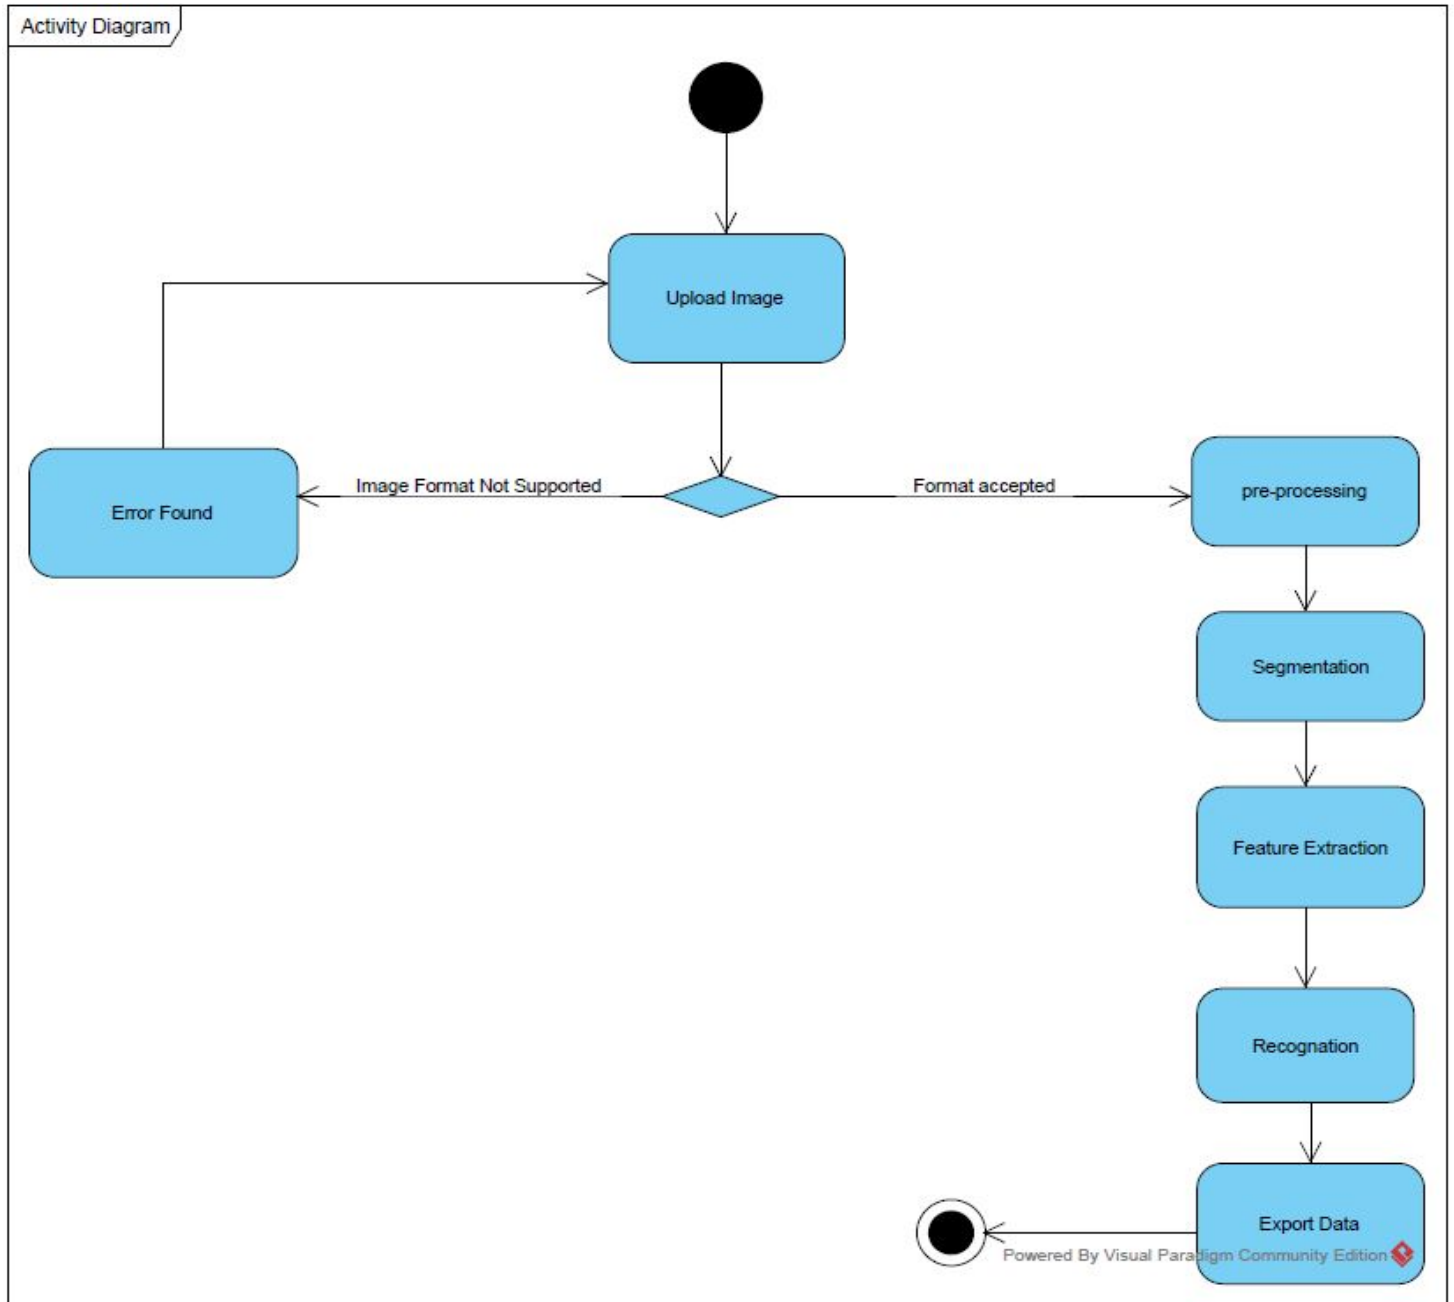 Activity Diagram
Upload Image
Image Format Not Supported
Format accepted
pre-processing
Error Found
Segmentation
Feature Extraction
Recognation
Export Data
Powered By Visual Paradigm Community Edition